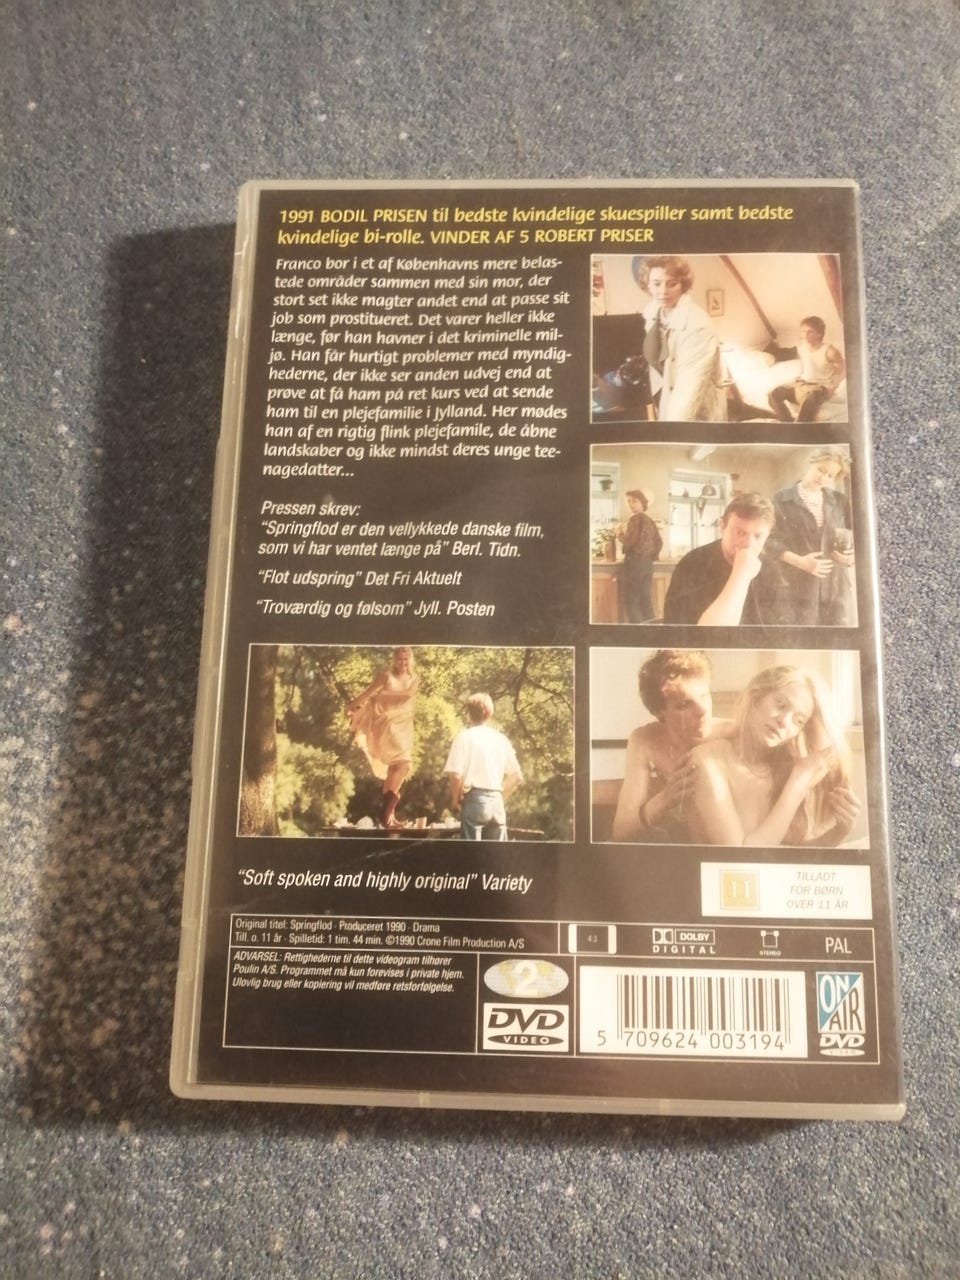 1991 BODIL PRISEN til bedste kvindelige skuespiller samt bedste
kvindelige bi-rolle. VINDER AF 5 ROBERT PRISER
Franco bor i et af Københavns mere belas-
tede områder sammen med sin mor, der
stort set ikke magter andet end at passe sit
job som prostitueret. Det varer heller ikke
længe, før han havner i det kriminelle mil-
jø. Han får hurtigt problemer med myndig-
hederne, der ikke ser anden udvej end at
prøve at få ham på ret kurs ved at sende
ham til en plejefamilie i Jylland. Her mødes
han af en rigtig flink plejefamile, de åbne
landskaber og ikke mindst deres unge tee-
nagedatter...
Pressen skrev:
"Springflod er den vellykkede danske film,
som vi har ventet længe på" Berl. Tidn.
"Flot udspring" Det Fri Aktuelt
"Troværdig og følsom" Jyll. Posten
"Soft spoken and highly original" Variety
11
TILLADT
FOR BØRN
OVER 11 ÅR
Original titel: Springflod · Produceret 1990 · Drama
Till. o. 11 år · Spilletid: 1 tim. 44 min. ©1990 Crone Film Production A/S
4:3
DOLBY
DIGITAL
STEREO
PAL
ADVARSEL: Rettighederne til dette videogram tilhører
Poulin A/S. Programmet må kun forevises i private hjem.
Ulovlig brug eller kopiering vil medføre retsforfølgelse.
2
DVD
VIDEO
5 709624 003194
ON
AIR
DVD
VIDEO